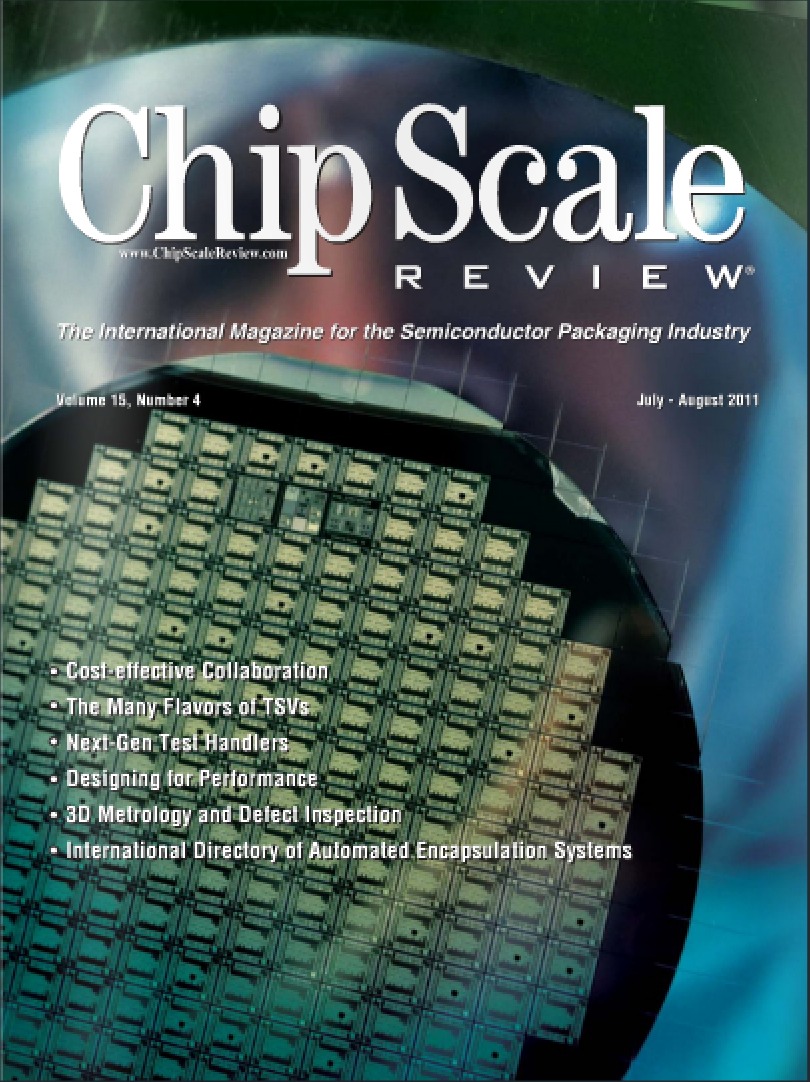 Chip Scale
www.ChipScaleReview.com
REVIEW®
The International Magazine for the Semiconductor Packaging Industry
Volume 15, Number 4
July - August 2011
• Cost-effective Collaboration
• The Many Flavors of TSVs
• Next-Gen Test Handlers
• Designing for Performance
• 3D Metrology and Defect Inspection
• International Directory of Automated Encapsulation Systems